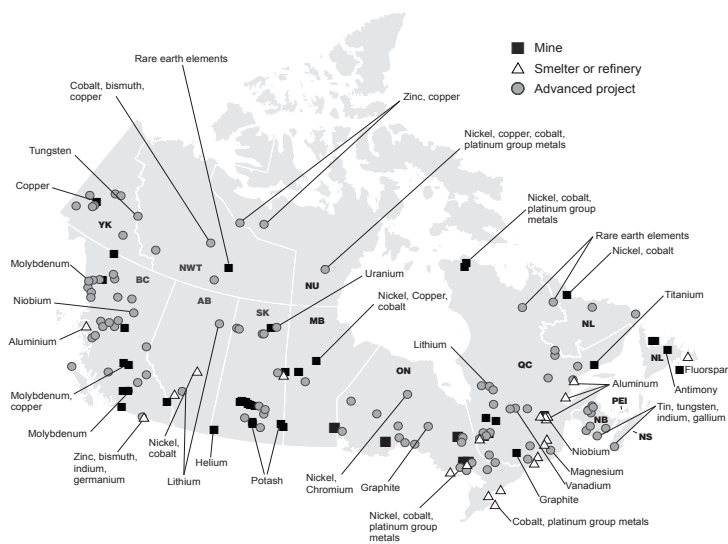 Rare earth elements
Mine
Smelter or refinery
Advanced project
Cobalt, bismuth,
copper
Zinc, copper
Nickel, copper, cobalt,
platinum group metals
Tungsten
Copper
Nickel, cobalt,
platinum group
metals
Rare earth elements
Nickel, cobalt
YK
NWT
NU
Uranium
Molybdenum
BC
AB
SK
MB
Nickel, Copper,
cobalt
Titanium
Niobium
NL
Aluminium
Lithium
QC
NL
Fluorspar
ON
Aluminum
Antimony
Molybdenum,
copper
PEI
NB
Tin, tungsten,
indium, gallium
NS
Molybdenum
Nickel,
cobalt
Niobium
Zinc, bismuth,
indium,
germanium
Lithium
Helium
Potash
Nickel,
Chromium
Graphite
Magnesium
Vanadium
Graphite
Nickel, cobalt,
platinum group
metals
Cobalt, platinum group metals